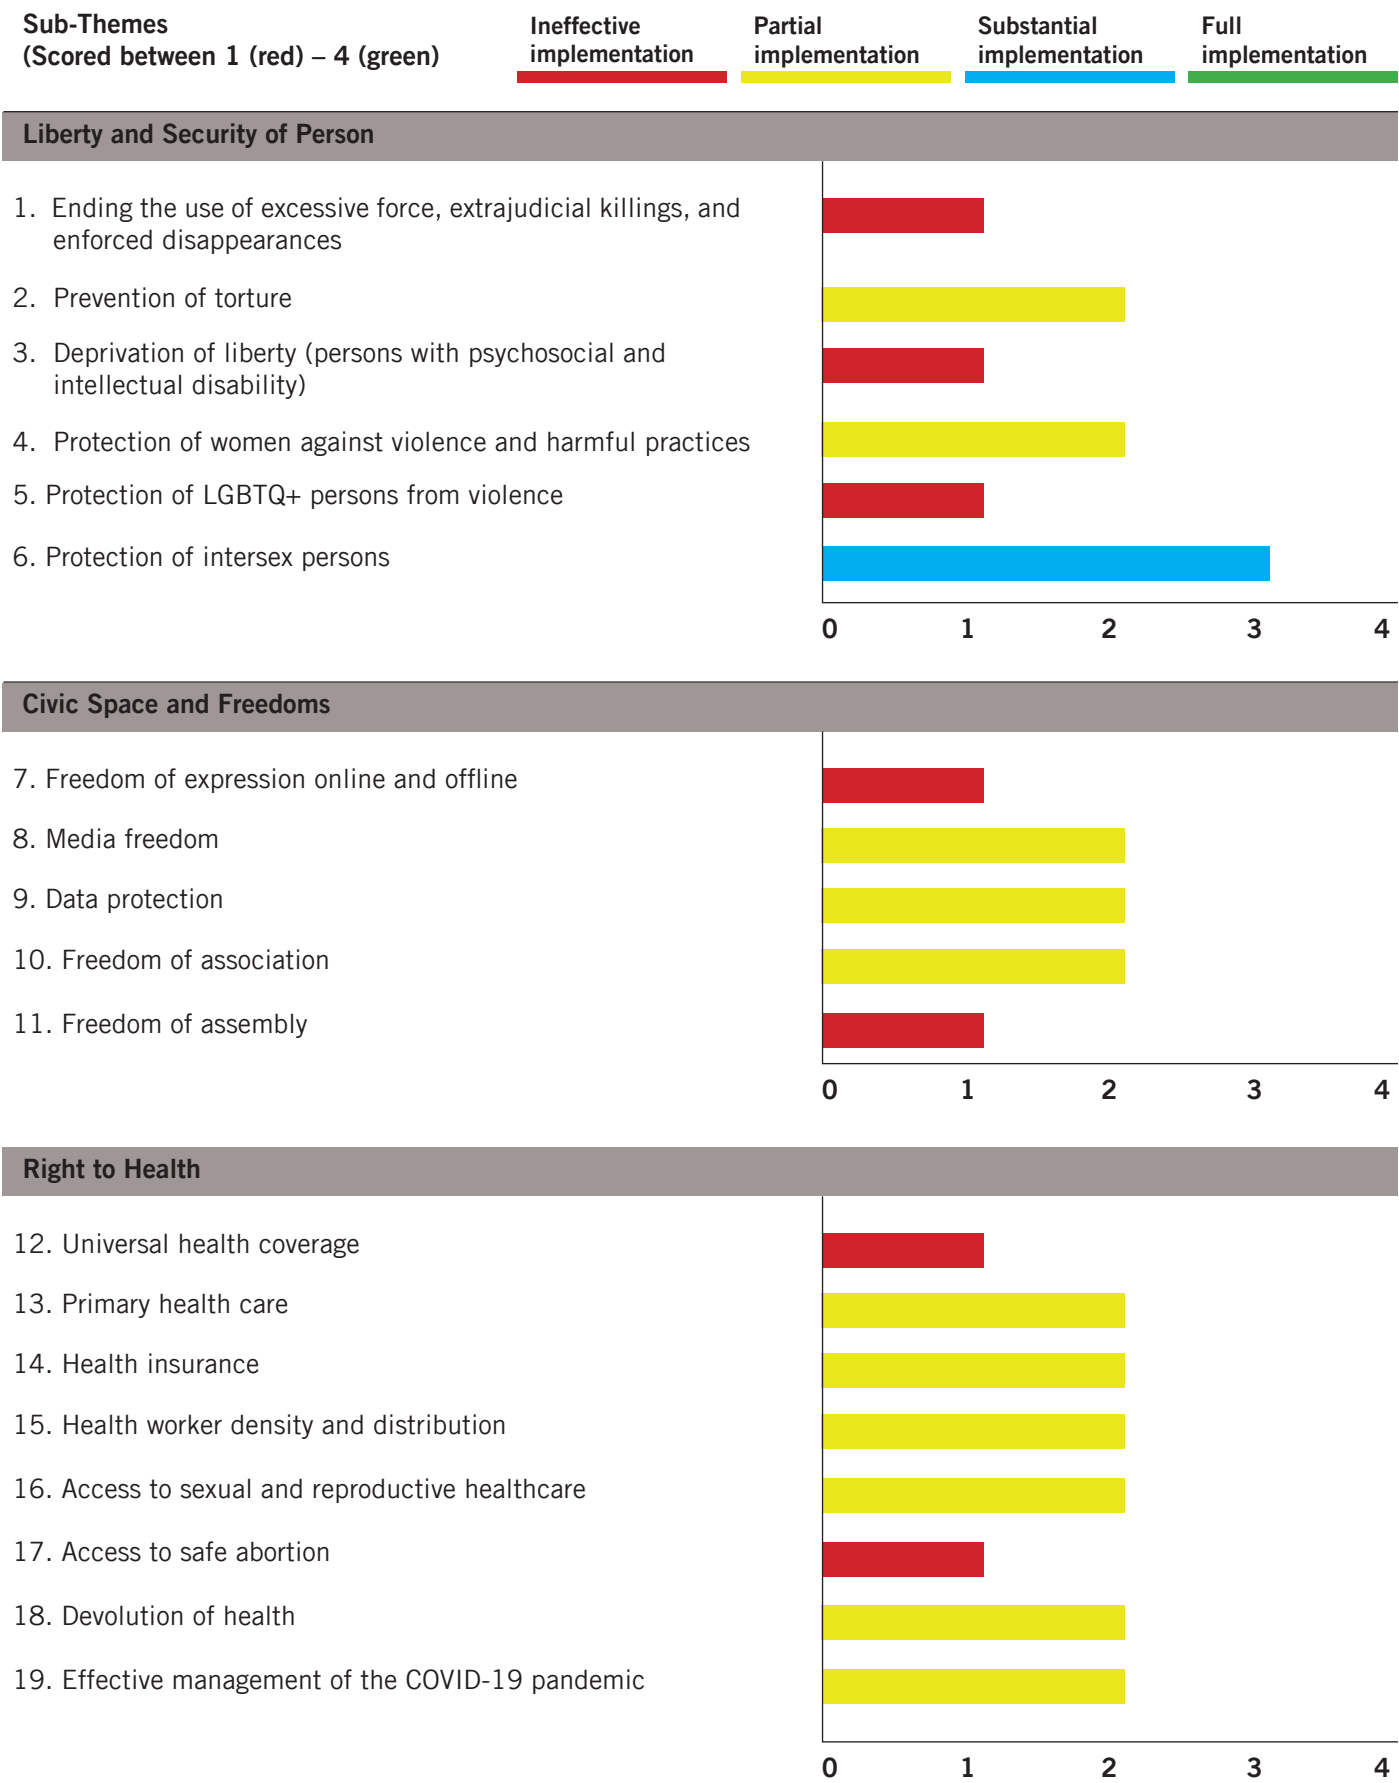 Sub-Themes
(Scored between 1 (red) – 4 (green)
Ineffective
implementation
Partial
implementation
Substantial
implementation
Full
implementation
Liberty and Security of Person
1. Ending the use of excessive force, extrajudicial killings, and
enforced disappearances
2. Prevention of torture
3. Deprivation of liberty (persons with psychosocial and
intellectual disability)
4. Protection of women against violence and harmful practices
5. Protection of LGBTQ+ persons from violence
6. Protection of intersex persons
0 1 2 3 4
Civic Space and Freedoms
7. Freedom of expression online and offline
8. Media freedom
9. Data protection
10. Freedom of association
11. Freedom of assembly
0 1 2 3 4
Right to Health
12. Universal health coverage
13. Primary health care
14. Health insurance
15. Health worker density and distribution
16. Access to sexual and reproductive healthcare
17. Access to safe abortion
18. Devolution of health
19. Effective management of the COVID-19 pandemic
0 1 2 3 4